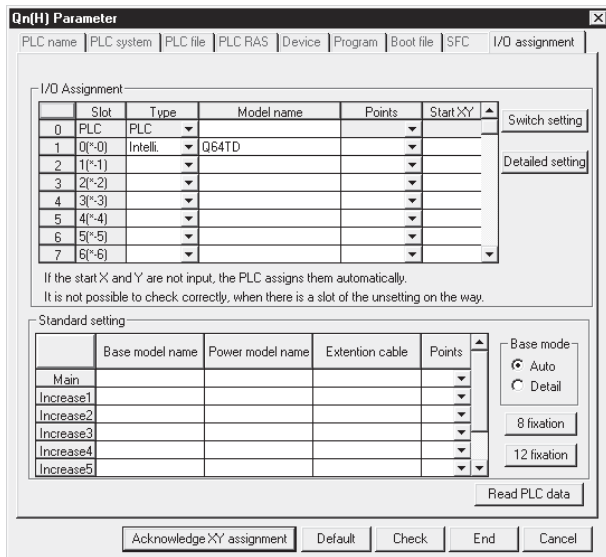 Qn(H) Parameter
PLC name PLC system PLC file PLC RAS Device Program Boot file SFC I/O assignment
I/O Assignment
Slot Type Model name Points Start XY
0 PLC PLC
1 0(*-0) Intelli. Q64TD
2 1(*-1)
3 2(*-2)
4 3(*-3)
5 4(*-4)
6 5(*-5)
7 6(*-6)
Switch setting
Detailed setting
If the start X and Y are not input, the PLC assigns them automatically.
It is not possible to check correctly, when there is a slot of the unsetting on the way.
Standard setting
Base model name Power model name Extention cable Points
Main
Increase1
Increase2
Increase3
Increase4
Increase5
Base mode
Auto
Detail
8 fixation
12 fixation
Read PLC data
Acknowledge XY assignment Default Check End Cancel